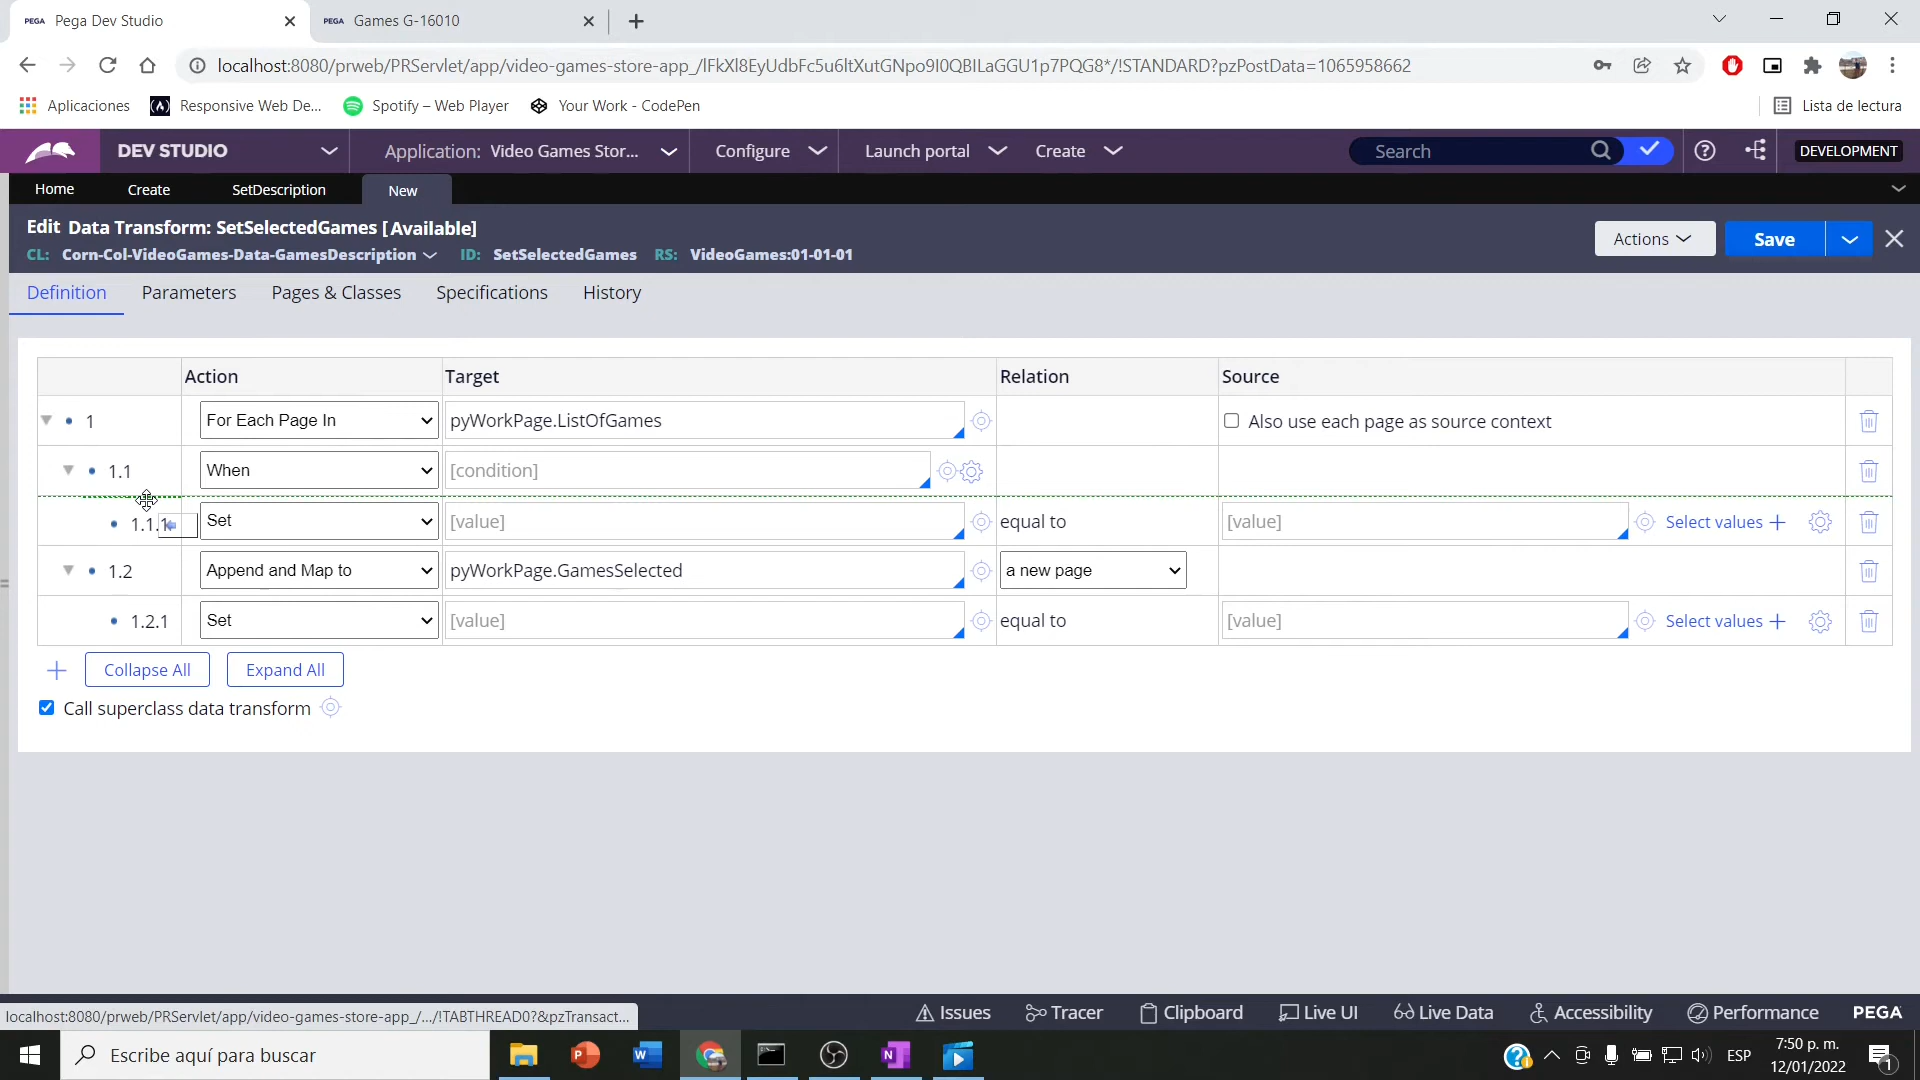 PEGA Pega Dev Studio
PEGA Games G-16010
localhost:8080/prweb/PRServlet/app/video-games-store-app_/lFkXl8EyUdbFc5u6ltXutGNpo9I0QBILaGGU1p7PQG8*/!STANDARD?pzPostData=1065958662
Aplicaciones
Responsive Web De...
Spotify – Web Player
Your Work - CodePen
Lista de lectura
DEV STUDIO
Application: Video Games Stor...
Configure
Launch portal
Create
Search
DEVELOPMENT
Home
Create
SetDescription
New
Edit Data Transform: SetSelectedGames [Available]
CL: Corn-Col-VideoGames-Data-GamesDescription ID: SetSelectedGames RS: VideoGames:01-01-01
Actions
Save
Definition
Parameters
Pages & Classes
Specifications
History
Action Target Relation Source
1 For Each Page In pyWorkPage.ListOfGames Also use each page as source context
1.1 When [condition]
1.1.1 Set [value] equal to [value] Select values
1.2 Append and Map to pyWorkPage.GamesSelected a new page
1.2.1 Set [value] equal to [value] Select values
Collapse All
Expand All
Call superclass data transform
localhost:8080/prweb/PRServlet/app/video-games-store-app_/.../!TABTHREAD0?&pzTransact...
Issues
Tracer
Clipboard
Live UI
Live Data
Accessibility
Performance
PEGA
Escribe aquí para buscar
ESP
7:50 p. m.
12/01/2022
1